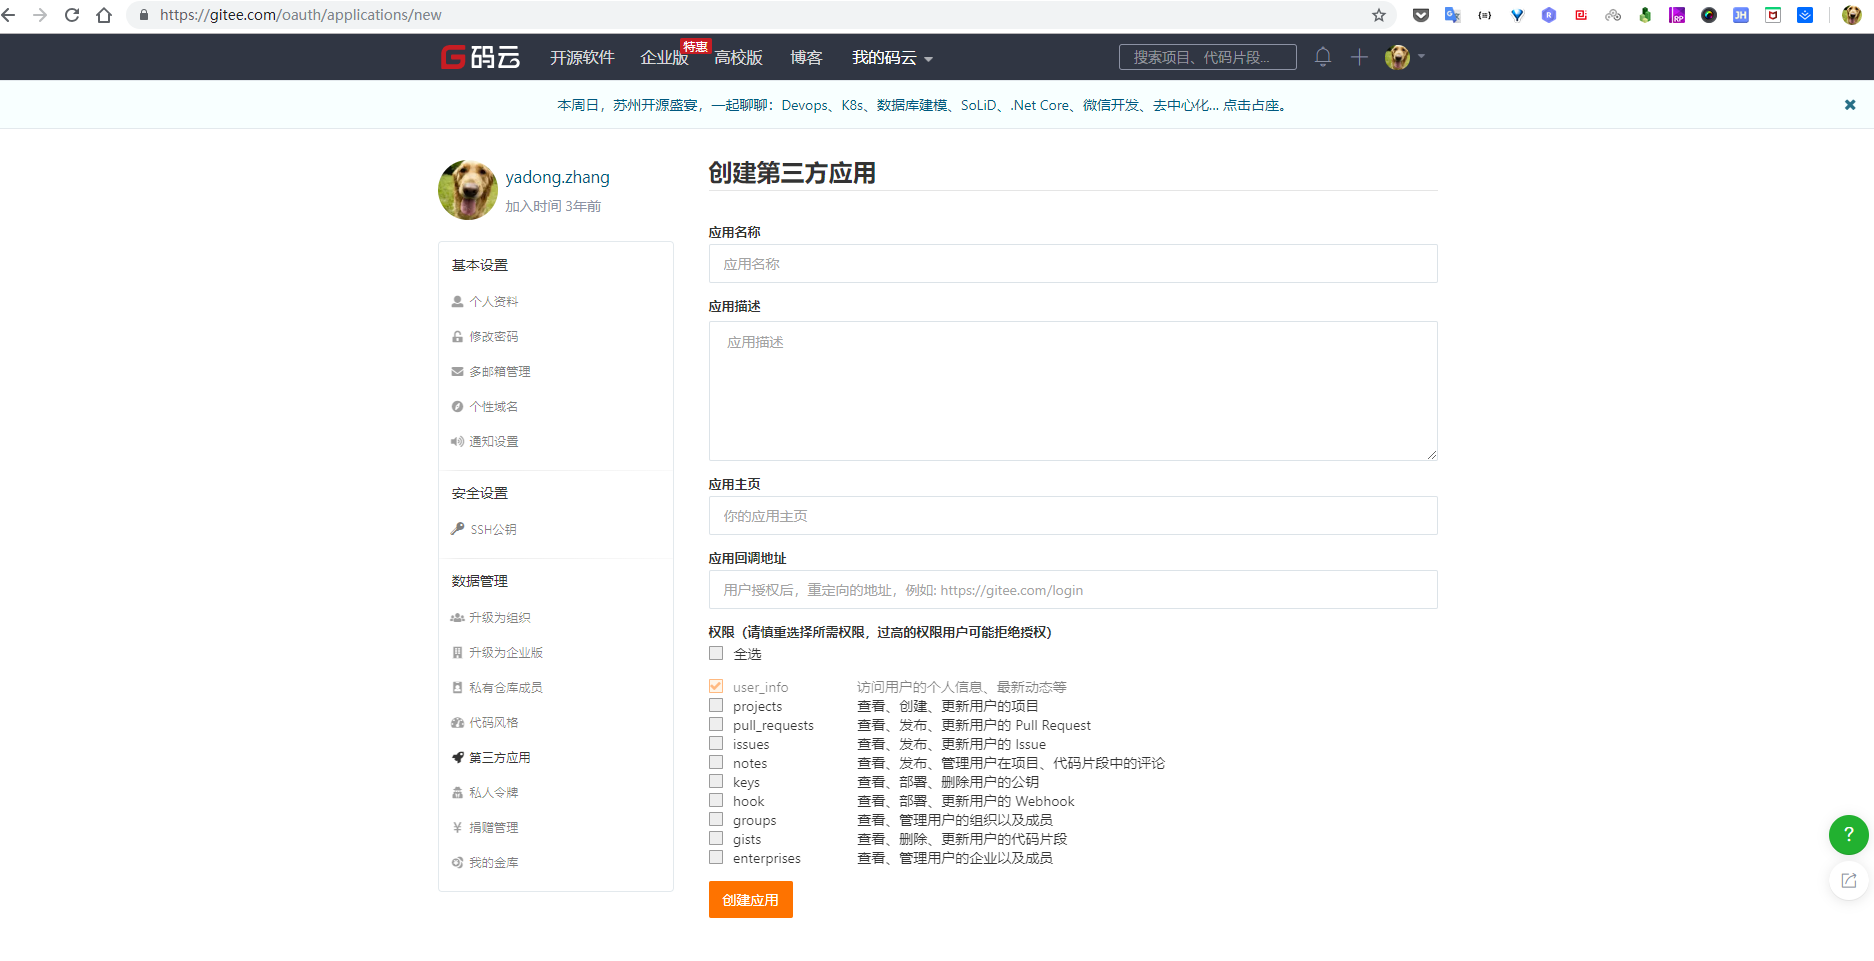 https://gitee.com/oauth/applications/new
G码云 开源软件 企业版 特惠 高校版 博客 我的码云 搜索项目、代码片段...
本周日，苏州开源盛宴，一起聊聊：Devops、K8s、数据库建模、SoLiD、.Net Core、微信开发、去中心化... 点击占座。
yadong.zhang
加入时间 3年前
基本设置
个人资料
修改密码
多邮箱管理
个性域名
通知设置
安全设置
SSH公钥
数据管理
升级为组织
升级为企业版
私有仓库成员
代码风格
第三方应用
私人令牌
捐赠管理
我的金库
创建第三方应用
应用名称
应用名称
应用描述
应用描述
应用主页
你的应用主页
应用回调地址
用户授权后，重定向的地址，例如: https://gitee.com/login
权限（请慎重选择所需权限，过高的权限用户可能拒绝授权）
全选
user_info 访问用户的个人信息、最新动态等
projects 查看、创建、更新用户的项目
pull_requests 查看、发布、更新用户的 Pull Request
issues 查看、发布、更新用户的 Issue
notes 查看、发布、管理用户在项目、代码片段中的评论
keys 查看、部署、删除用户的公钥
hook 查看、部署、更新用户的 Webhook
groups 查看、管理用户的组织以及成员
gists 查看、删除、更新用户的代码片段
enterprises 查看、管理用户的企业以及成员
创建应用